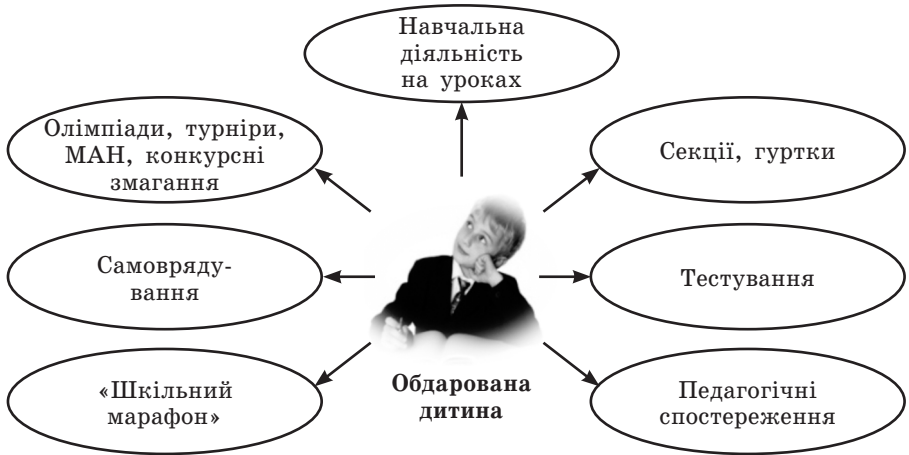 Навчальна
діяльність
на уроках
Олімпіади, турніри,
МАН, конкурсні
змагання
Секції, гуртки
Самовряду-
вання
Тестування
«Шкільний
марафон»
Обдарована
дитина
Педагогічні
спостереження